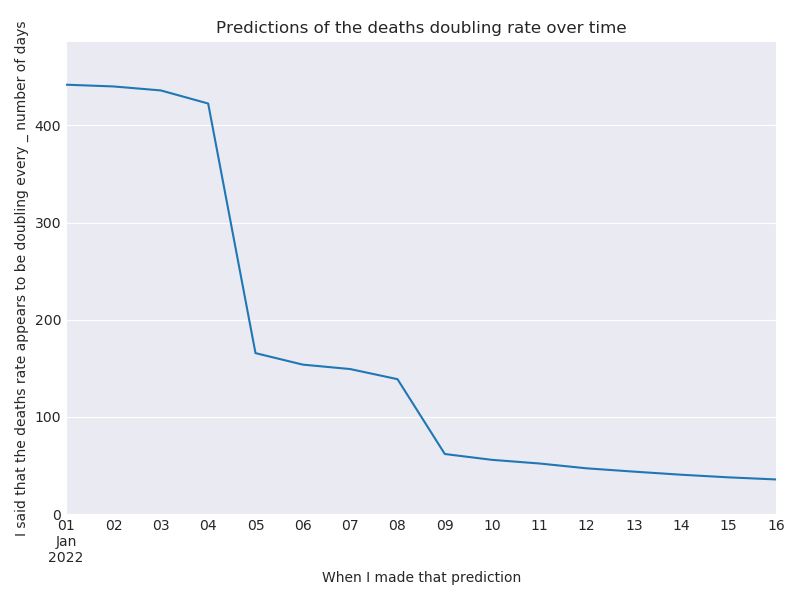 Predictions of the deaths doubling rate over time
I said that the deaths rate appears to be doubling every _ number of days
400
300
200
100
0
01 02 03 04 05 06 07 08 09 10 11 12 13 14 15 16
Jan
2022
When I made that prediction